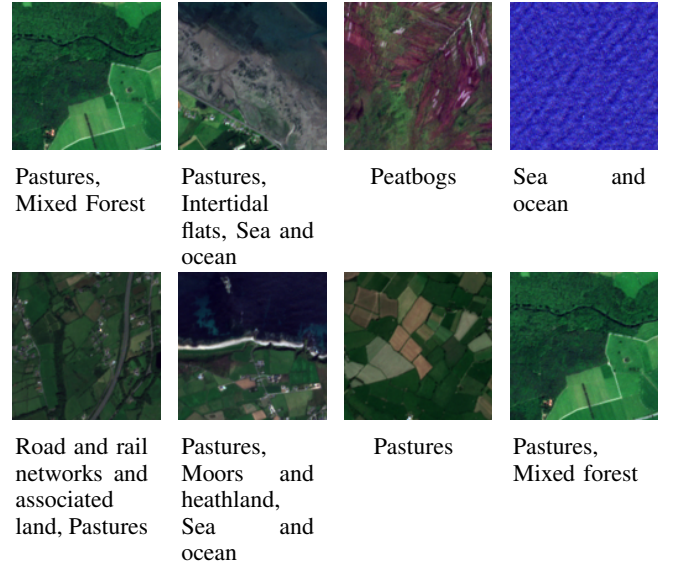 Pastures,
Mixed Forest
Pastures,
Intertidal
flats, Sea and
ocean
Peatbogs
Sea and
ocean
Road and rail
networks and
associated
land, Pastures
Pastures,
Moors and
heathland,
Sea and
ocean
Pastures
Pastures,
Mixed forest